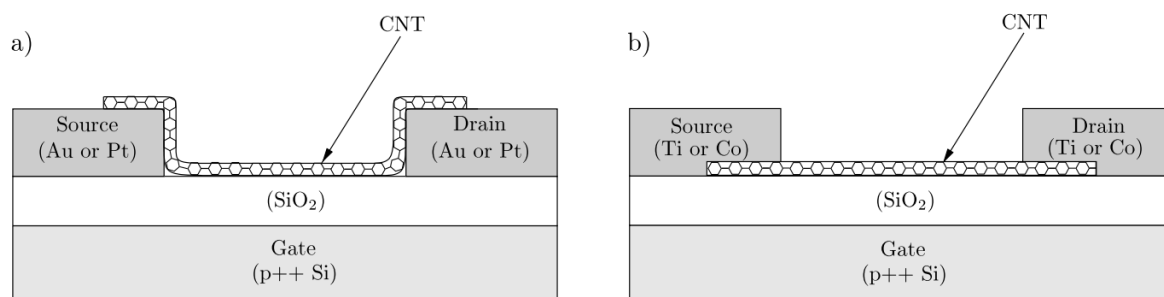 a)
CNT
Source
(Au or Pt)
Drain
(Au or Pt)
(SiO₂)
Gate
(p++ Si)
b)
CNT
Source
(Ti or Co)
Drain
(Ti or Co)
(SiO₂)
Gate
(p++ Si)